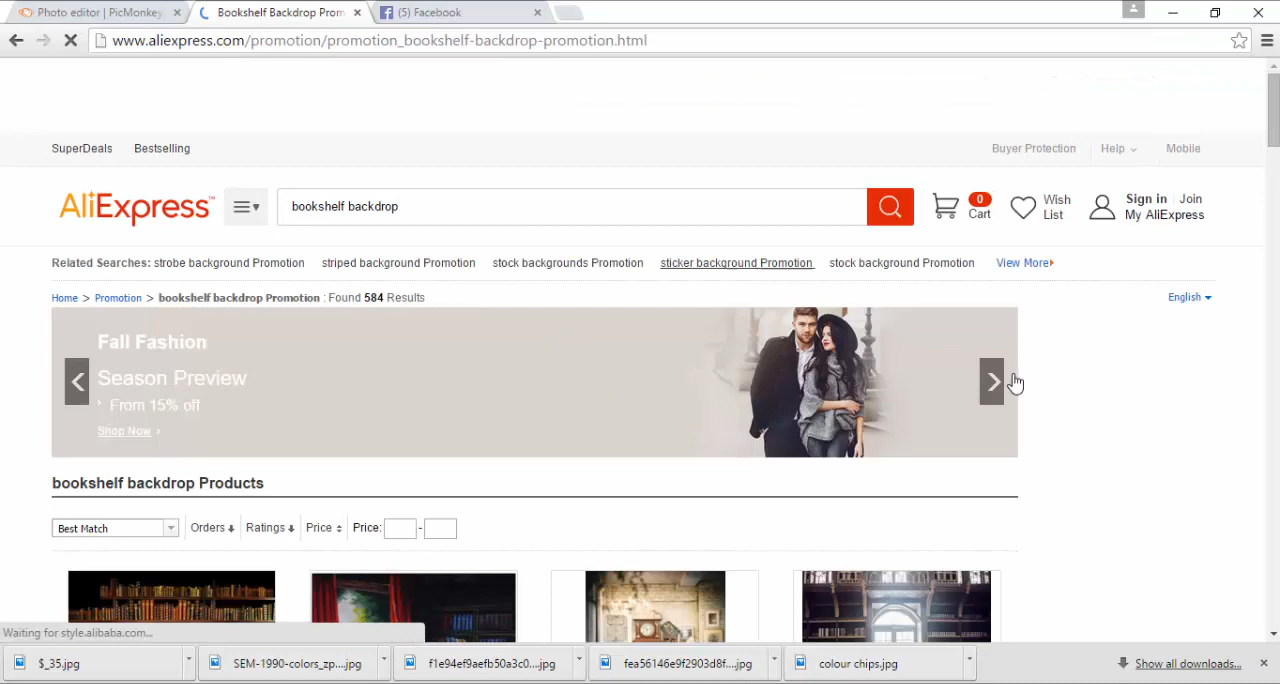 Photo editor | PicMonkey
Bookshelf Backdrop Prom
(5) Facebook
www.aliexpress.com/promotion/promotion_bookshelf-backdrop-promotion.html
SuperDeals Bestselling Buyer Protection Help Mobile
AliExpress™ bookshelf backdrop 0 Cart Wish List Sign in Join My AliExpress
Related Searches: strobe background Promotion striped background Promotion stock backgrounds Promotion sticker background Promotion stock background Promotion View More
Home > Promotion > bookshelf backdrop Promotion : Found 584 Results English
Fall Fashion
Season Preview
From 15% off
Shop Now ›
bookshelf backdrop Products
Best Match Orders Ratings Price Price: -
Waiting for style.alibaba.com...
$_35.jpg SEM-1990-colors_zp....jpg f1e94ef9aefb50a3c0....jpg fea56146e9f2903d8f....jpg colour chips.jpg Show all downloads...